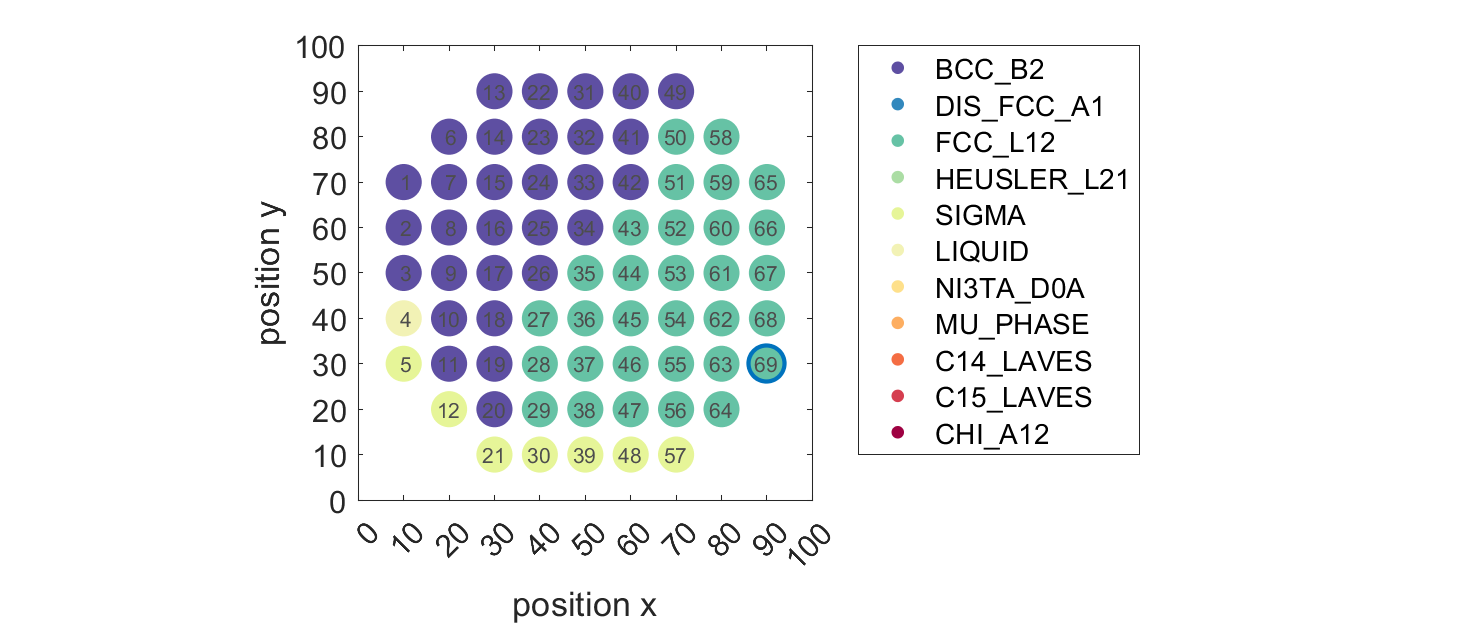 100
90
80
70
60
50
40
30
20
10
0
position y
13 22 31 40 49
6 14 23 32 41 50 58
1 7 15 24 33 42 51 59 65
2 8 16 25 34 43 52 60 66
3 9 17 26 35 44 53 61 67
4 10 18 27 36 45 54 62 68
5 11 19 28 37 46 55 63 69
12 20 29 38 47 56 64
21 30 39 48 57
0 10 20 30 40 50 60 70 80 90 100
position x
BCC_B2
DIS_FCC_A1
FCC_L12
HEUSLER_L21
SIGMA
LIQUID
NI3TA_D0A
MU_PHASE
C14_LAVES
C15_LAVES
CHI_A12